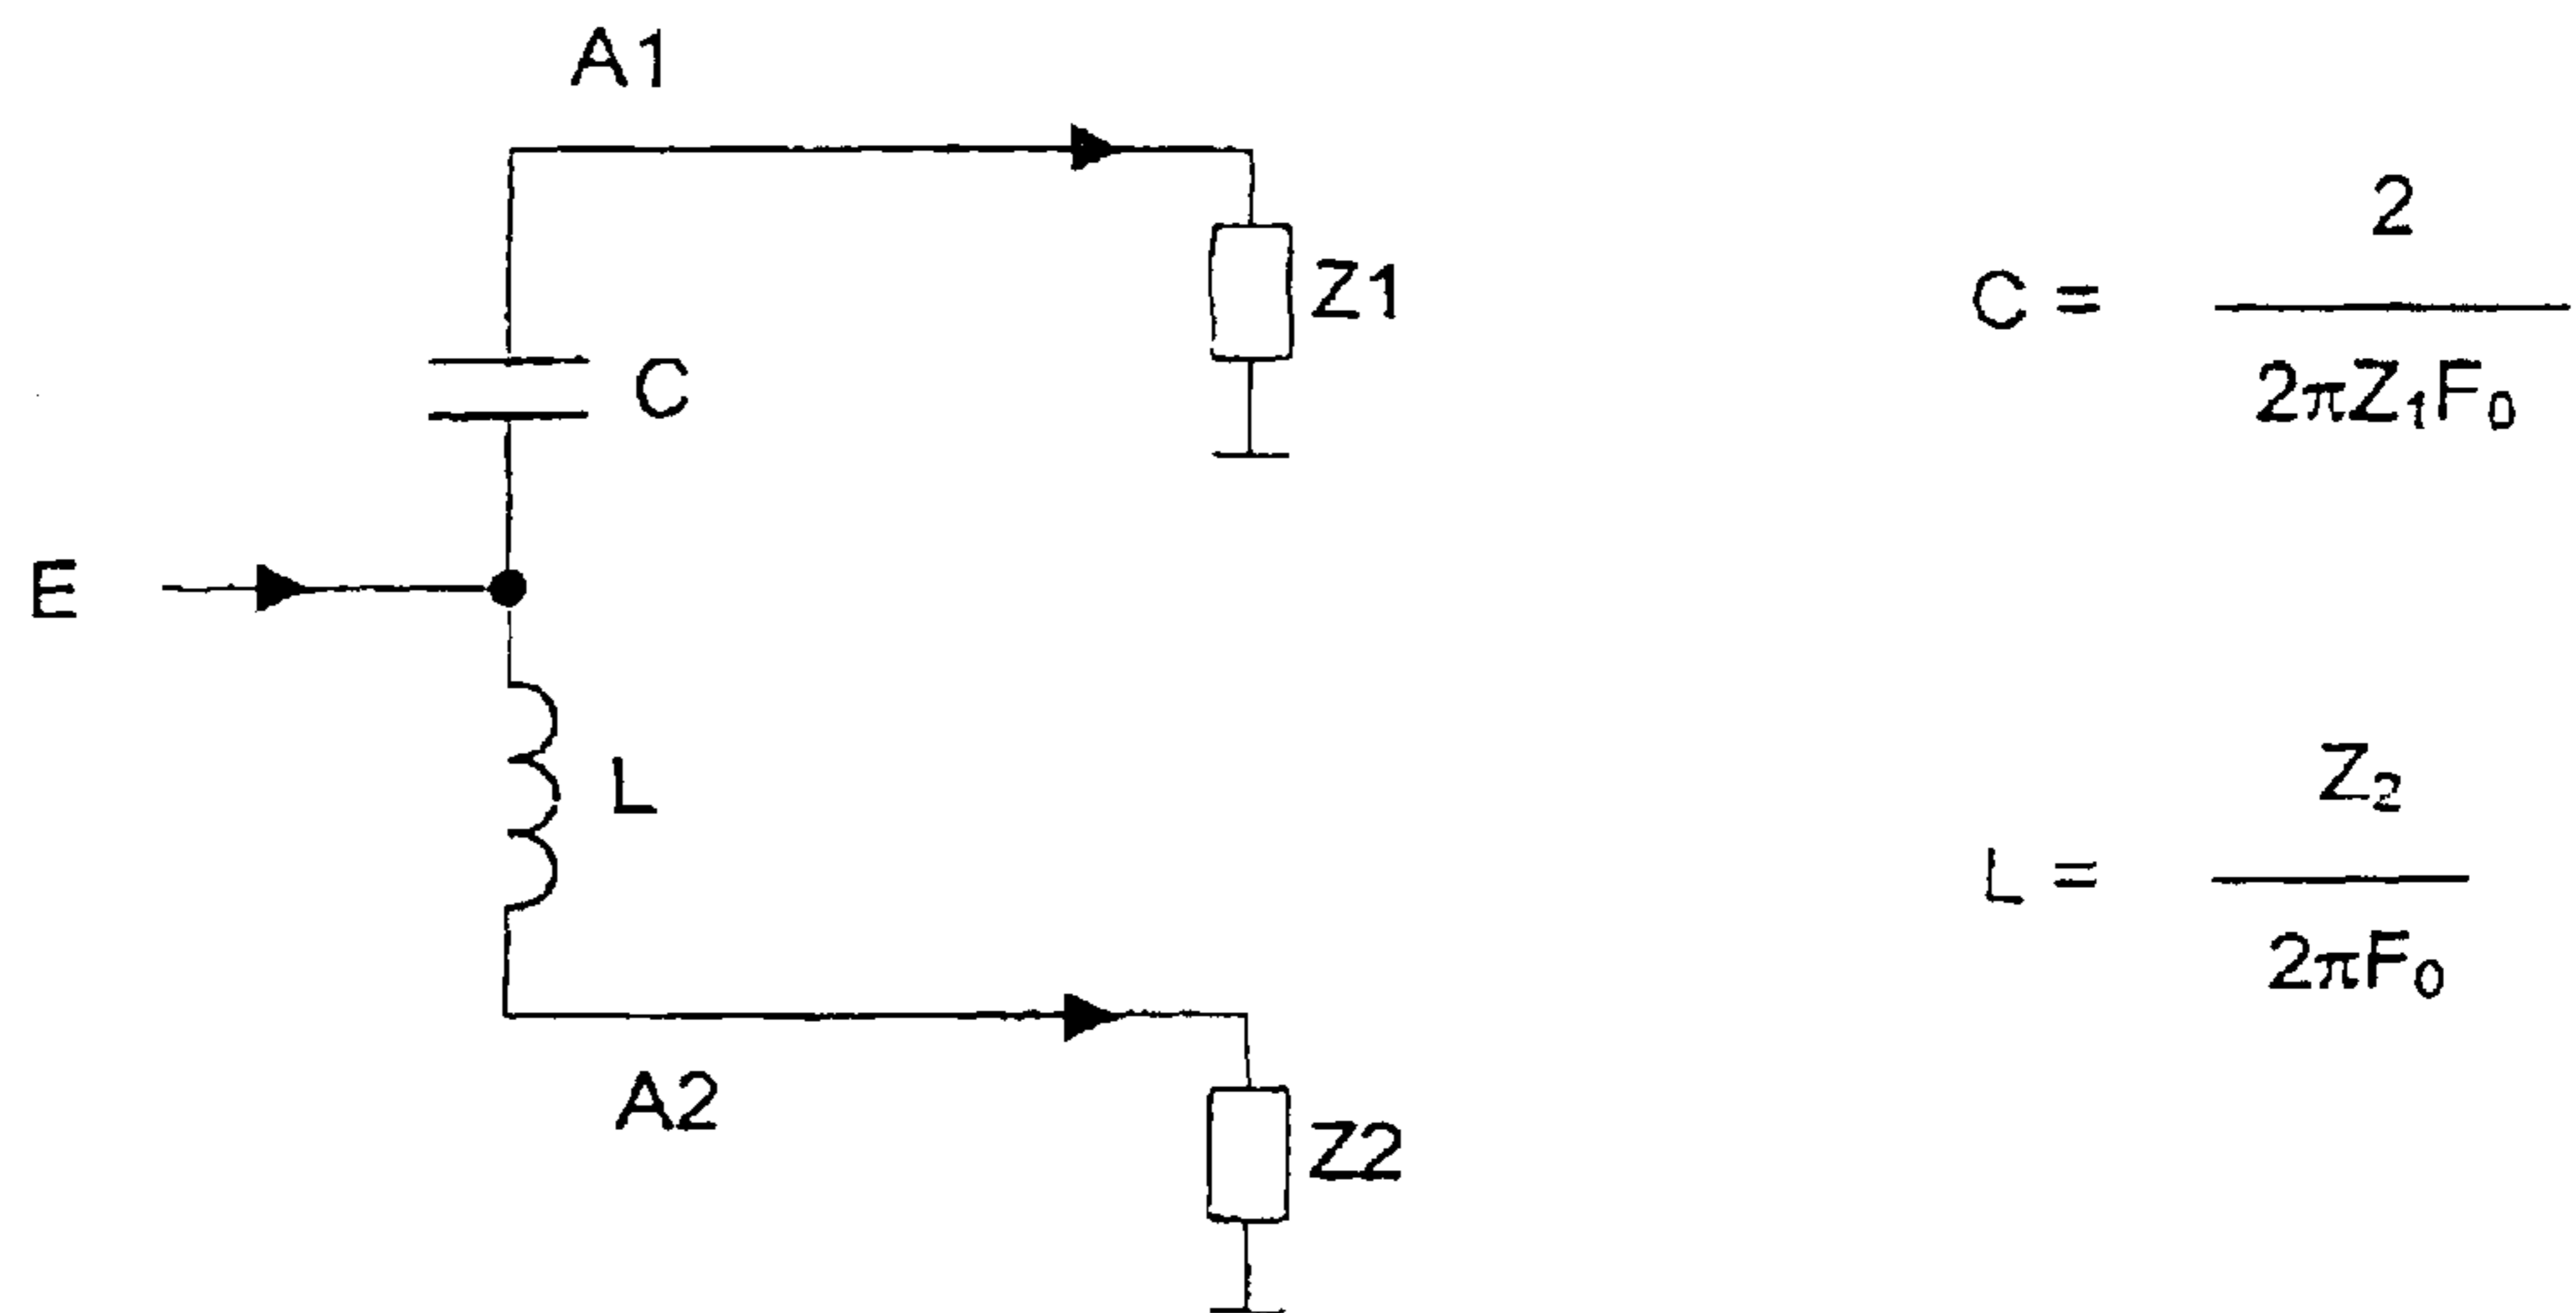 A1
Z1
C
E
L
A2
Z2
C = 2 / 2πZ₁F₀
L = Z₂ / 2πF₀